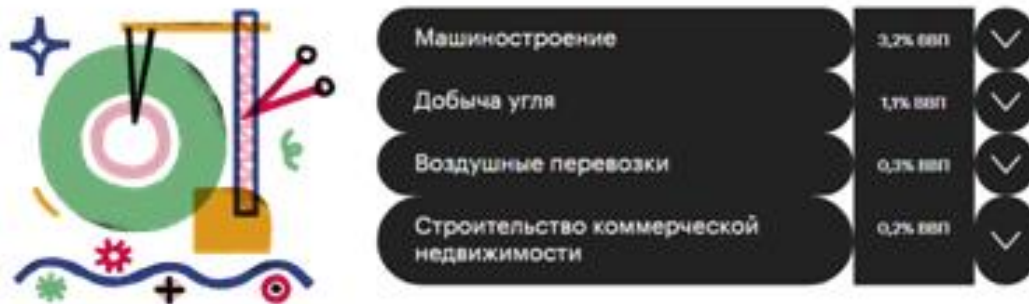 Машиностроение
3,2% ВВП
Добыча угля
1,1% ВВП
Воздушные перевозки
0,3% ВВП
Строительство коммерческой
недвижимости
0,2% ВВП